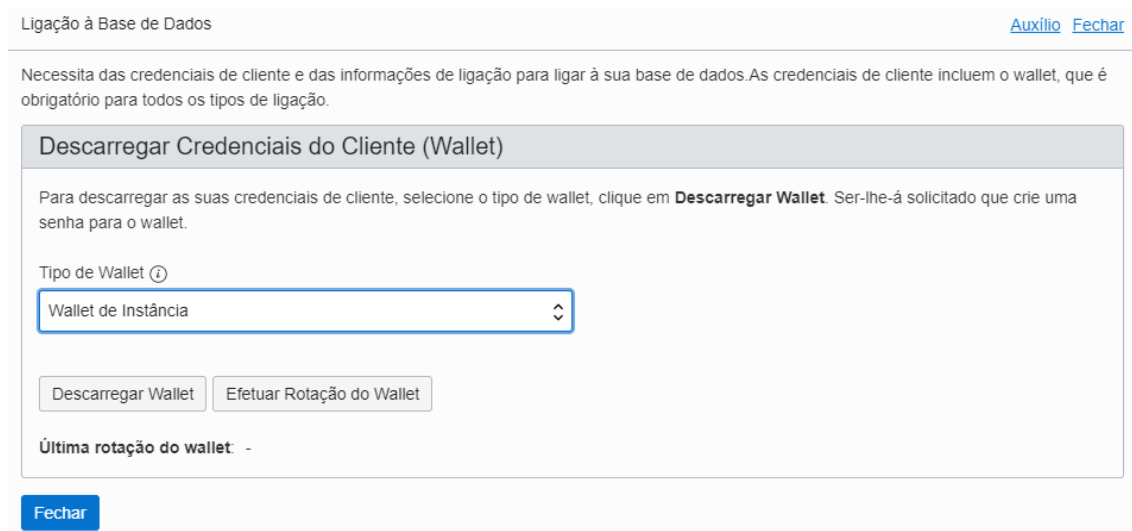 Ligação à Base de Dados
Auxílio Fechar
Necessita das credenciais de cliente e das informações de ligação para ligar à sua base de dados.As credenciais de cliente incluem o wallet, que é
obrigatório para todos os tipos de ligação.
Descarregar Credenciais do Cliente (Wallet)
Para descarregar as suas credenciais de cliente, selecione o tipo de wallet, clique em Descarregar Wallet. Ser-lhe-á solicitado que crie uma
senha para o wallet.
Tipo de Wallet
Wallet de Instância
Descarregar Wallet Efetuar Rotação do Wallet
Última rotação do wallet: -
Fechar